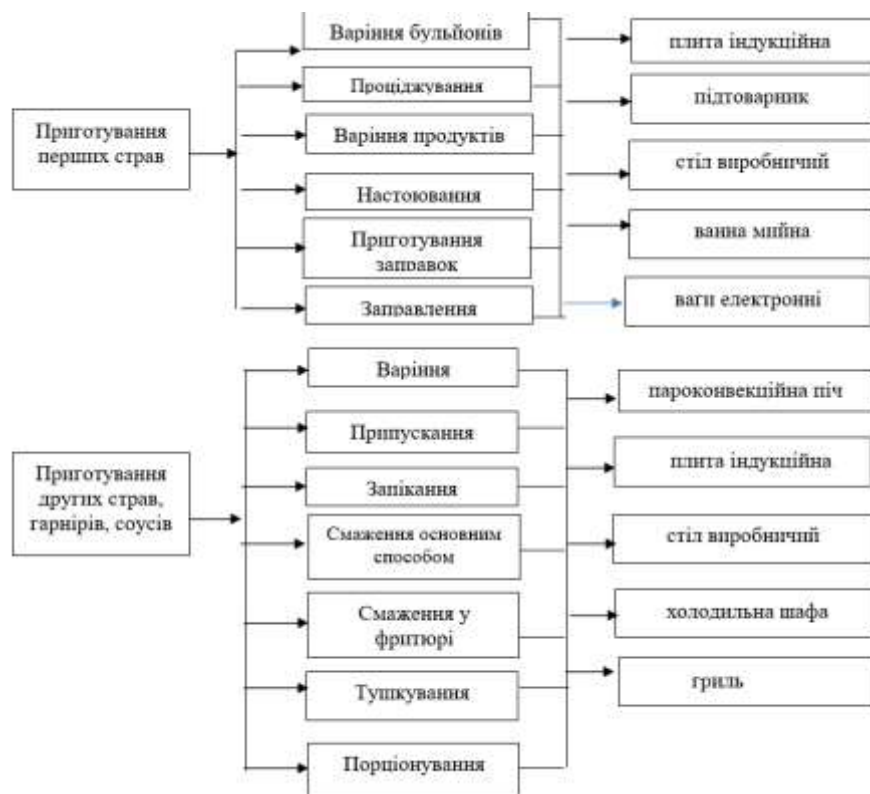 Приготування
перших страв
Варіння бульйонів
Проціджування
Варіння продуктів
Настоювання
Приготування
заправок
Заправлення
плита індукційна
підтоварник
стіл виробничий
ванна мийна
ваги електронні
Приготування
других страв,
гарнірів, соусів
Варіння
Припускання
Запікання
Смаження основним
способом
Смаження у
фритюрі
Тушкування
Порціонування
пароконвекційна піч
плита індукційна
стіл виробничий
холодильна шафа
гриль